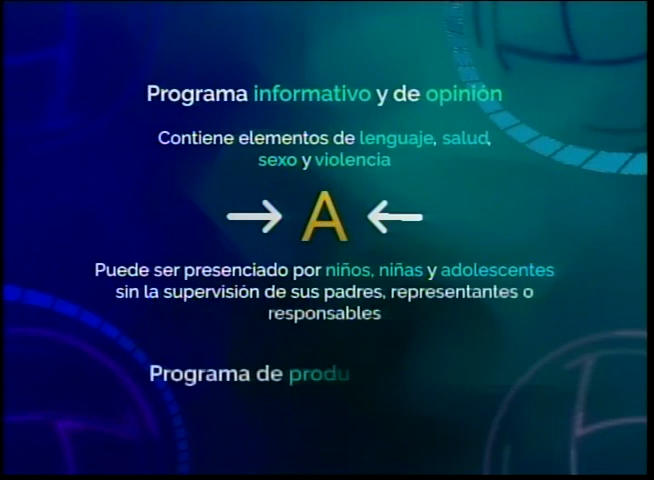 Programa informativo y de opinión
Contiene elementos de lenguaje, salud,
sexo y violencia
→ A ←
Puede ser presenciado por niños, niñas y adolescentes
sin la supervisión de sus padres, representantes o
responsables
Programa de produ